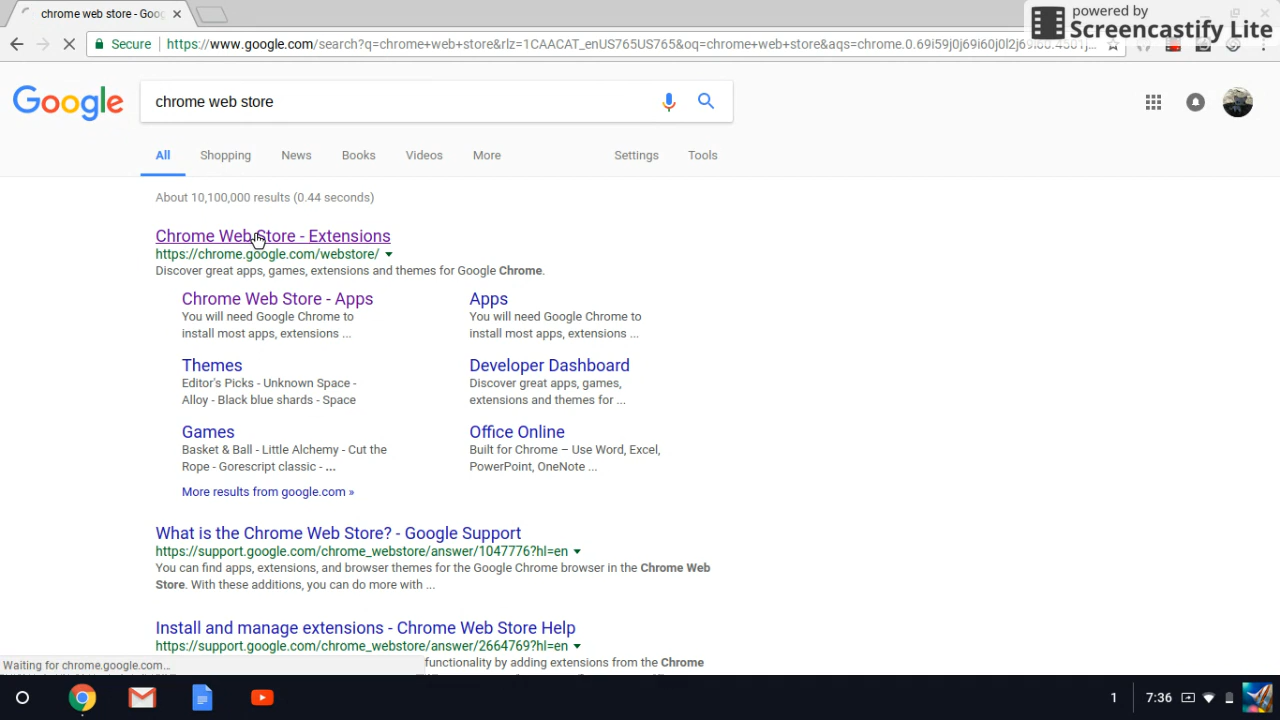 chrome web store - Goog
powered by
Screencastify Lite
Secure
https://www.google.com/search?q=chrome+web+store&rlz=1CAACAT_enUS765US765&oq=chrome+web+store&aqs=chrome.0.69i59j0j69i60j0l2j69i60
Google
chrome web store
All Shopping News Books Videos More Settings Tools
About 10,100,000 results (0.44 seconds)
Chrome Web Store - Extensions
https://chrome.google.com/webstore/
Discover great apps, games, extensions and themes for Google Chrome.
Chrome Web Store - Apps
You will need Google Chrome to
install most apps, extensions ...
Apps
You will need Google Chrome to
install most apps, extensions ...
Themes
Editor's Picks - Unknown Space -
Alloy - Black blue shards - Space
Developer Dashboard
Discover great apps, games,
extensions and themes for ...
Games
Basket & Ball - Little Alchemy - Cut the
Rope - Gorescript classic - ...
Office Online
Built for Chrome – Use Word, Excel,
PowerPoint, OneNote ...
More results from google.com »
What is the Chrome Web Store? - Google Support
https://support.google.com/chrome_webstore/answer/1047776?hl=en
You can find apps, extensions, and browser themes for the Google Chrome browser in the Chrome Web
Store. With these additions, you can do more with ...
Install and manage extensions - Chrome Web Store Help
https://support.google.com/chrome_webstore/answer/2664769?hl=en
functionality by adding extensions from the Chrome
Waiting for chrome.google.com...
1 7:36